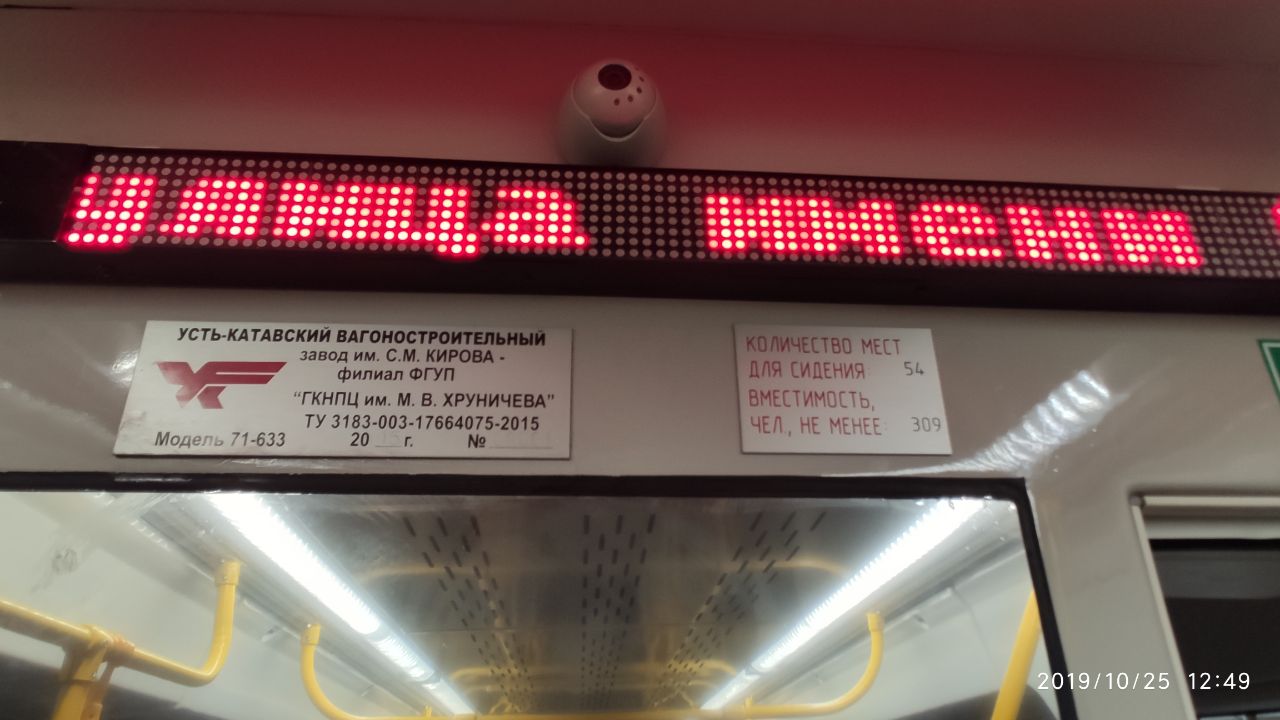 улица имени
УСТЬ-КАТАВСКИЙ ВАГОНОСТРОИТЕЛЬНЫЙ
завод им. С.М. КИРОВА -
филиал ФГУП
"ГКНПЦ им. М. В. ХРУНИЧЕВА"
ТУ 3183-003-17664075-2015
Модель 71-633 20 г. №
КОЛИЧЕСТВО МЕСТ
ДЛЯ СИДЕНИЯ: 54
ВМЕСТИМОСТЬ,
ЧЕЛ., НЕ МЕНЕЕ: 309
2019/10/25 12:49